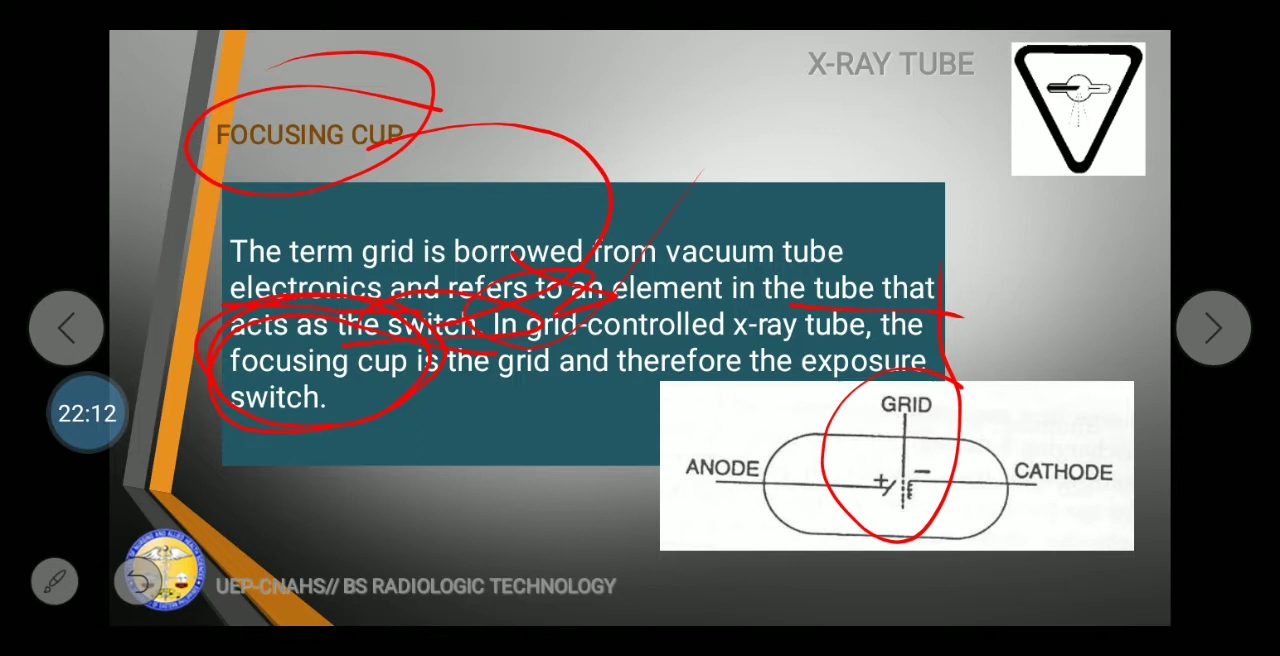 X-RAY TUBE
FOCUSING CUP
The term grid is borrowed from vacuum tube
electronics and refers to an element in the tube that
acts as the switch. In grid-controlled x-ray tube, the
focusing cup is the grid and therefore the exposure
switch.
22:12
GRID
ANODE
+
−
CATHODE
UEP-CNAHS// BS RADIOLOGIC TECHNOLOGY